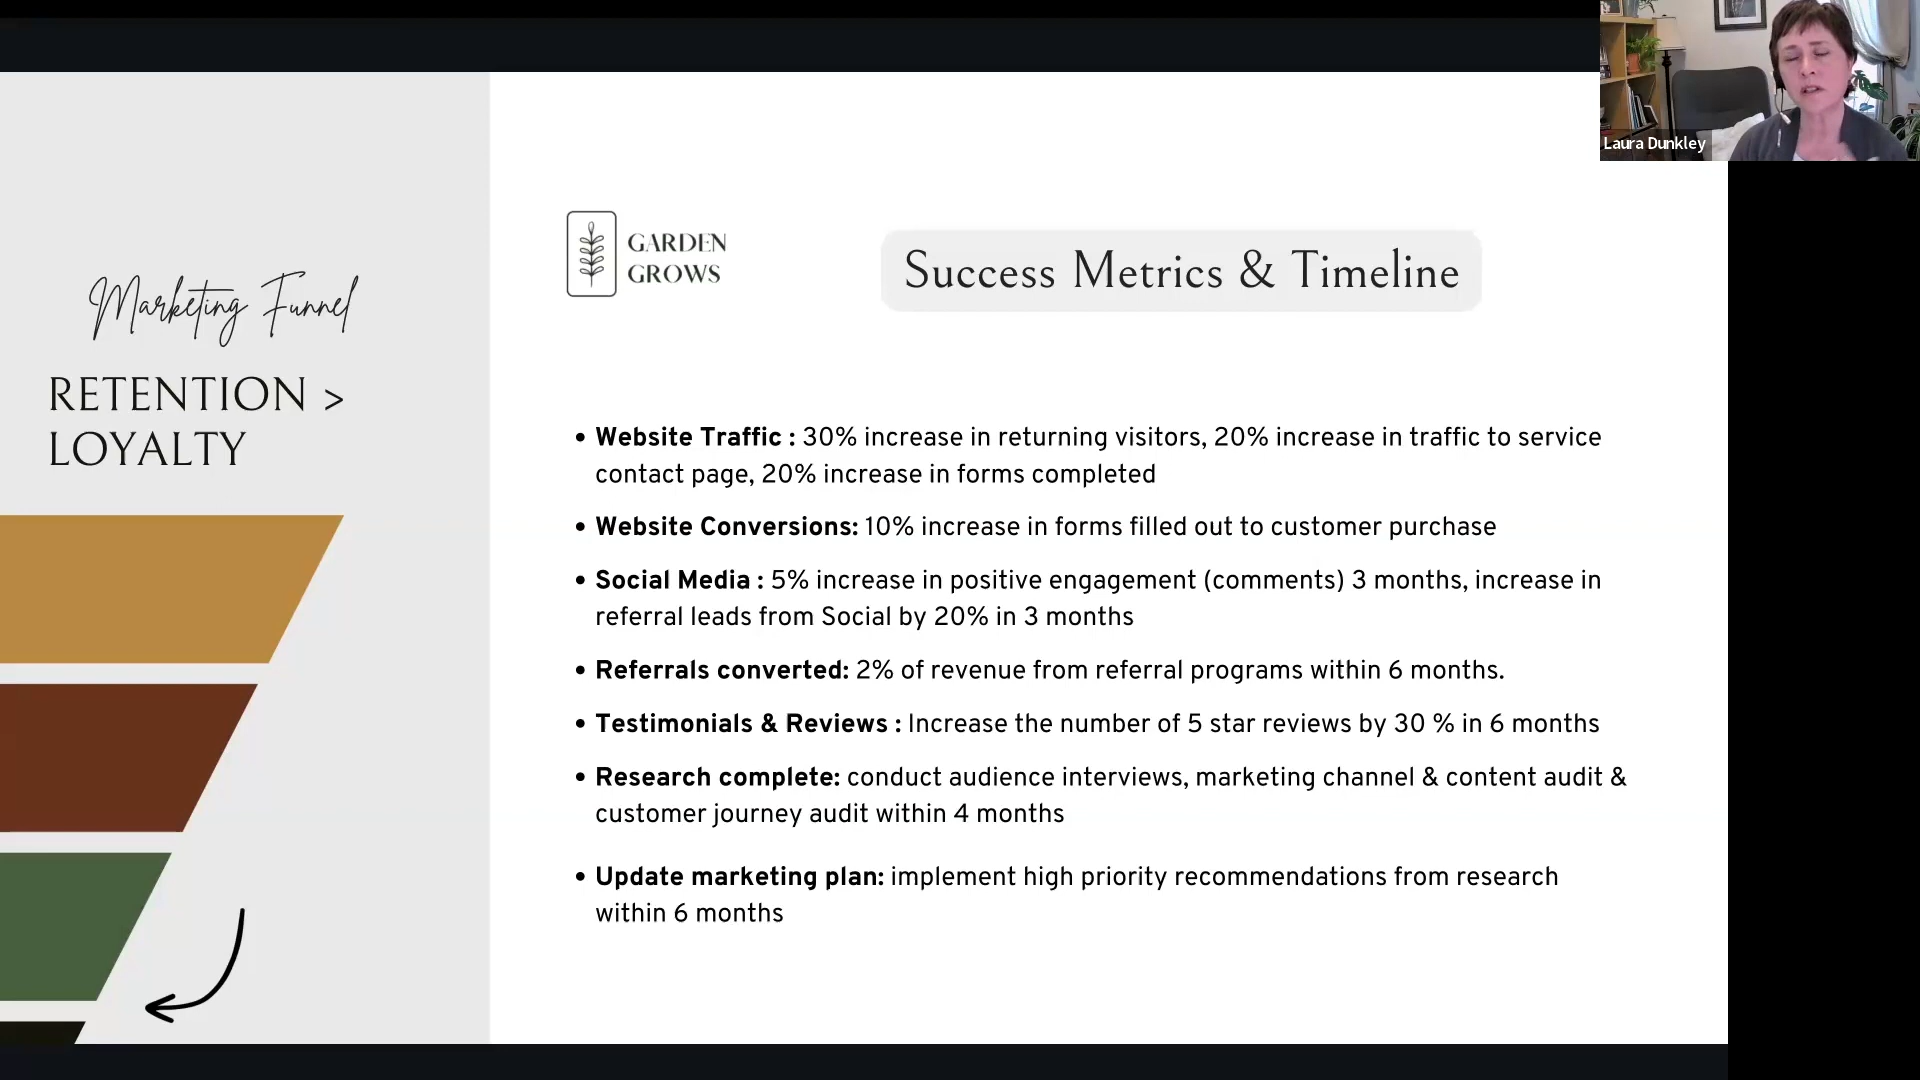 Laura Dunkley
Marketing Funnel
RETENTION >
LOYALTY
GARDEN
GROWS
Success Metrics & Timeline
• Website Traffic : 30% increase in returning visitors, 20% increase in traffic to service
contact page, 20% increase in forms completed
• Website Conversions: 10% increase in forms filled out to customer purchase
• Social Media : 5% increase in positive engagement (comments) 3 months, increase in
referral leads from Social by 20% in 3 months
• Referrals converted: 2% of revenue from referral programs within 6 months.
• Testimonials & Reviews : Increase the number of 5 star reviews by 30 % in 6 months
• Research complete: conduct audience interviews, marketing channel & content audit &
customer journey audit within 4 months
• Update marketing plan: implement high priority recommendations from research
within 6 months